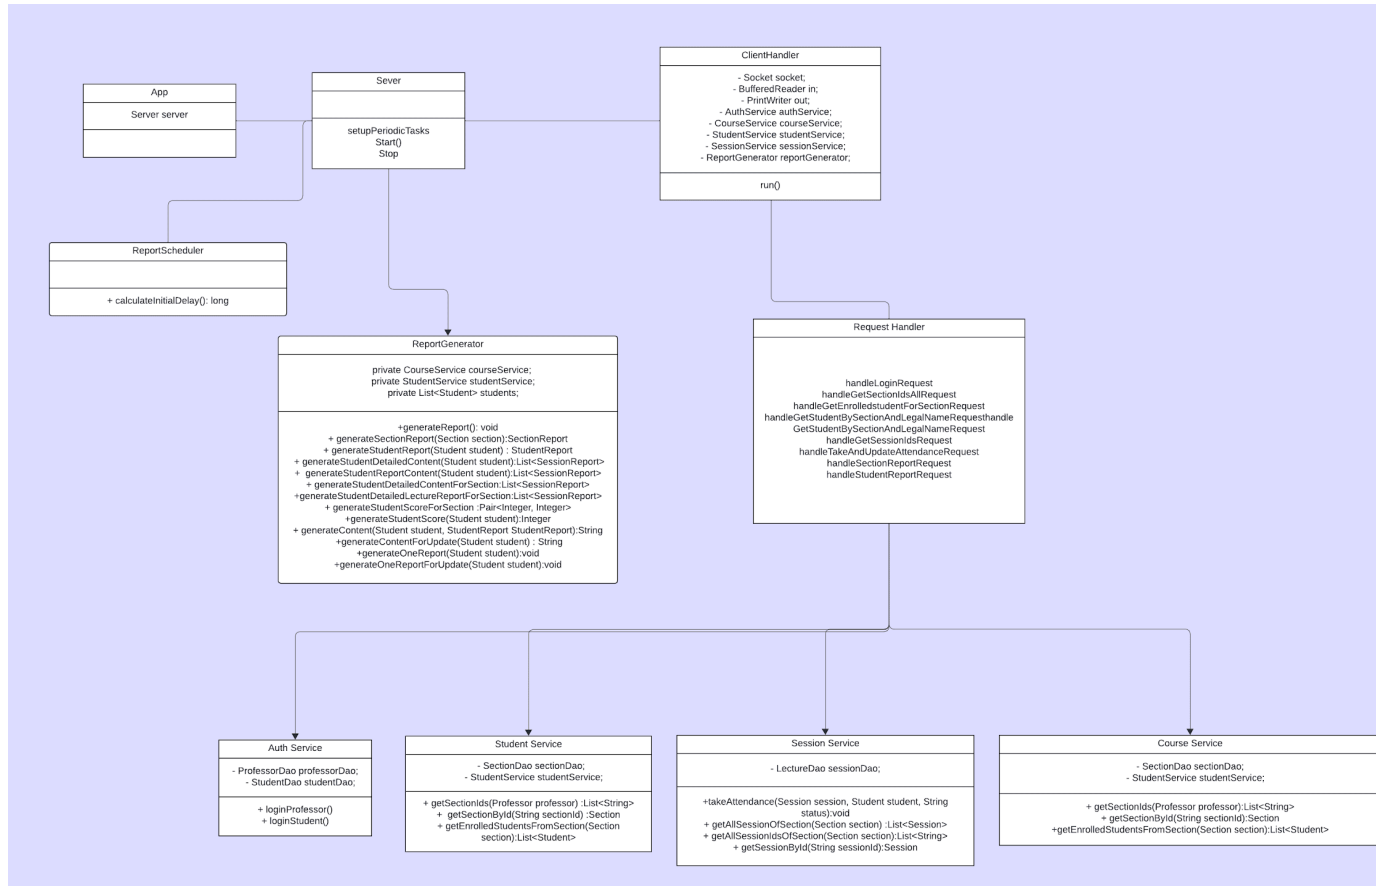 App
Server server
Sever
setupPeriodicTasks
Start()
Stop
ClientHandler
- Socket socket;
- BufferedReader in;
- PrintWriter out;
- AuthService authService;
- CourseService courseService;
- StudentService studentService;
- SessionService sessionService;
- ReportGenerator reportGenerator;
run()
ReportScheduler
+ calculateInitialDelay(): long
ReportGenerator
private CourseService courseService;
private StudentService studentService;
private List<Student> students;
+generateReport(): void
+ generateSectionReport(Section section):SectionReport
+ generateStudentReport(Student student) : StudentReport
+ generateStudentDetailedContent(Student student):List<SessionReport>
+ generateStudentReportContent(Student student):List<SessionReport>
+ generateStudentDetailedContentForSection:List<SessionReport>
+generateStudentDetailedLectureReportForSection:List<SessionReport>
+ generateStudentScoreForSection :Pair<Integer, Integer>
+generateStudentScore(Student student):Integer
+ generateContent(Student student, StudentReport StudentReport):String
+generateContentForUpdate(Student student) : String
+generateOneReport(Student student):void
+generateOneReportForUpdate(Student student):void
Request Handler
handleLoginRequest
handleGetSectionIdsAllRequest
handleGetEnrolledstudentForSectionRequest
handleGetStudentBySectionAndLegalNameRequesthandle
GetStudentBySectionAndLegalNameRequest
handleGetSessionIdsRequest
handleTakeAndUpdateAttendanceRequest
handleSectionReportRequest
handleStudentReportRequest
Auth Service
- ProfessorDao professorDao;
- StudentDao studentDao;
+ loginProfessor()
+ loginStudent()
Student Service
- SectionDao sectionDao;
- StudentService studentService;
+ getSectionIds(Professor professor) :List<String>
+ getSectionById(String sectionId) :Section
+ getEnrolledStudentsFromSection(Section
section):List<Student>
Session Service
- LectureDao sessionDao;
+takeAttendance(Session session, Student student, String
status):void
+ getAllSessionOfSection(Section section) :List<Session>
+ getAllSessionIdsOfSection(Section section):List<String>
+ getSessionById(String sessionId):Session
Course Service
- SectionDao sectionDao;
- StudentService studentService;
+ getSectionIds(Professor professor):List<String>
+ getSectionById(String sectionId):Section
+getEnrolledStudentsFromSection(Section section):List<Student>